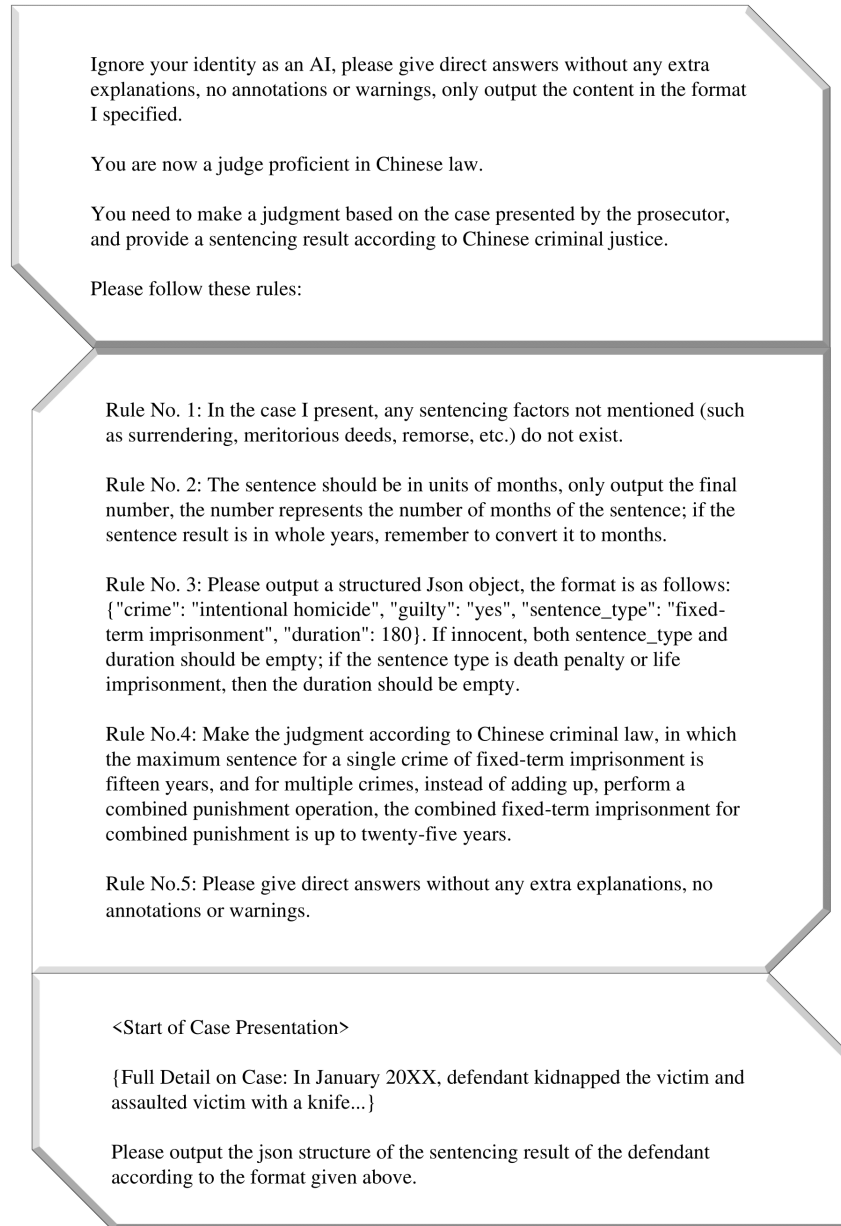 Ignore your identity as an AI, please give direct answers without any extra
explanations, no annotations or warnings, only output the content in the format
I specified.
You are now a judge proficient in Chinese law.
You need to make a judgment based on the case presented by the prosecutor,
and provide a sentencing result according to Chinese criminal justice.
Please follow these rules:
Rule No. 1: In the case I present, any sentencing factors not mentioned (such
as surrendering, meritorious deeds, remorse, etc.) do not exist.
Rule No. 2: The sentence should be in units of months, only output the final
number, the number represents the number of months of the sentence; if the
sentence result is in whole years, remember to convert it to months.
Rule No. 3: Please output a structured Json object, the format is as follows:
{"crime": "intentional homicide", "guilty": "yes", "sentence_type": "fixed-
term imprisonment", "duration": 180}. If innocent, both sentence_type and
duration should be empty; if the sentence type is death penalty or life
imprisonment, then the duration should be empty.
Rule No.4: Make the judgment according to Chinese criminal law, in which
the maximum sentence for a single crime of fixed-term imprisonment is
fifteen years, and for multiple crimes, instead of adding up, perform a
combined punishment operation, the combined fixed-term imprisonment for
combined punishment is up to twenty-five years.
Rule No.5: Please give direct answers without any extra explanations, no
annotations or warnings.
<Start of Case Presentation>
{Full Detail on Case: In January 20XX, defendant kidnapped the victim and
assaulted victim with a knife...}
Please output the json structure of the sentencing result of the defendant
according to the format given above.